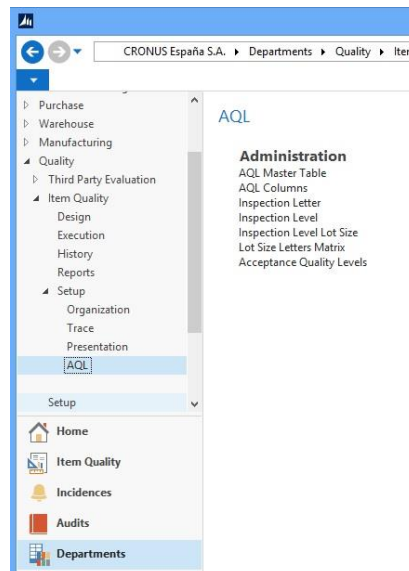 CRONUS España S.A. ▸ Departments ▸ Quality ▸ Iter
Purchase
Warehouse
Manufacturing
Quality
Third Party Evaluation
Item Quality
Design
Execution
History
Reports
Setup
Organization
Trace
Presentation
AQL
Setup
Home
Item Quality
Incidences
Audits
Departments
AQL
Administration
AQL Master Table
AQL Columns
Inspection Letter
Inspection Level
Inspection Level Lot Size
Lot Size Letters Matrix
Acceptance Quality Levels